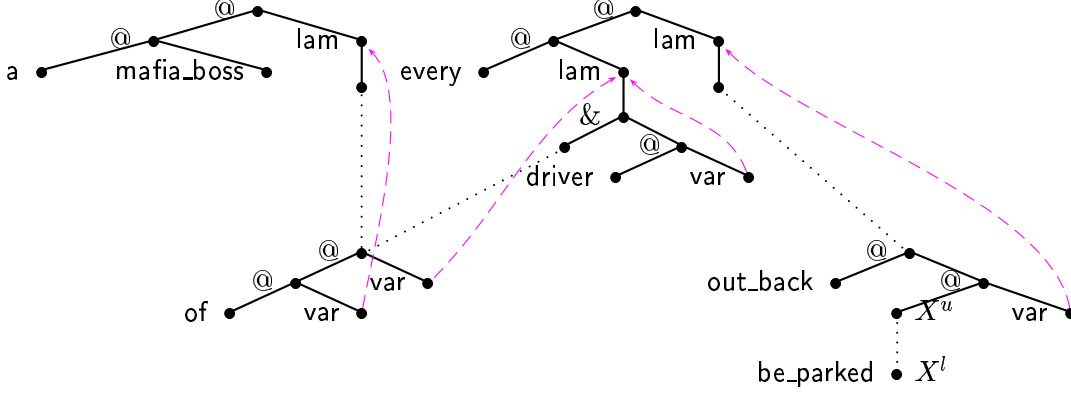 @ @
@ lam @ lam
a mafia_boss every lam
&
@
driver var
@ @
@ var out_back @
of var X^u var
be_parked X^l